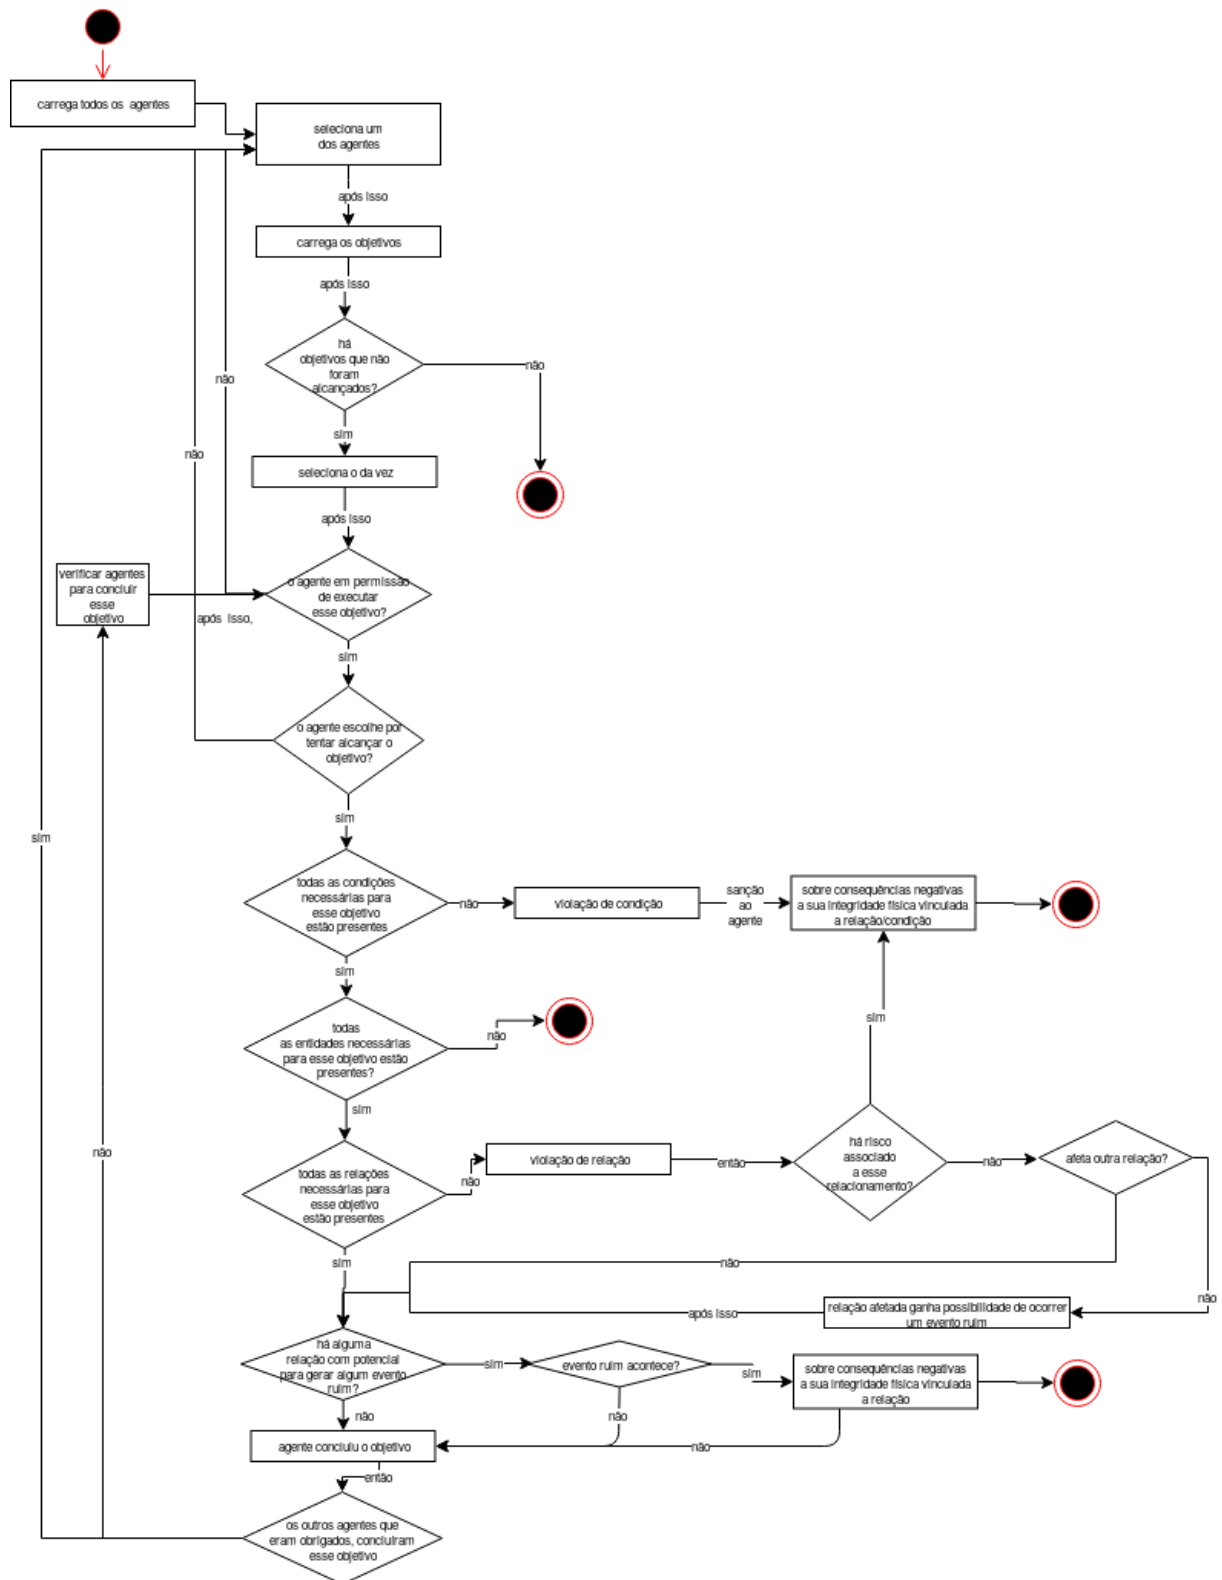 carrega todos os agentes
seleciona um
dos agentes
após isso
carrega os objetivos
após isso
há
objetivos que não
foram
alcançados?
não
sim
não
não
seleciona o da vez
após isso
o agente em permissão
de executar
esse objetivo?
verificar agentes
para concluir
esse
objetivo
após isso,
sim
o agente escolhe por
tentar alcançar o
objetivo?
sim
sim
todas as condições
necessárias para
esse objetivo
estão presentes
não
violação de condição
sanção
ao
agente
sobre consequências negativas
a sua integridade física vinculada
a relação/condição
sim
todas
as entidades necessárias
para esse objetivo estão
presentes?
não
sim
sim
todas as relações
necessárias para
esse objetivo
estão presentes
não
violação de relação
então
há risco
associado
a esse
relacionamento?
não
afeta outra relação?
não
sim
não
não
relação afetada ganha possibilidade de ocorrer
um evento ruim
após isso
há alguma
relação com potencial
para gerar algum evento
ruim?
sim
evento ruim acontece?
sim
sobre consequências negativas
a sua integridade física vinculada
a relação
não
não
não
agente concluiu o objetivo
então
os outros agentes que
eram obrigados, concluíram
esse objetivo